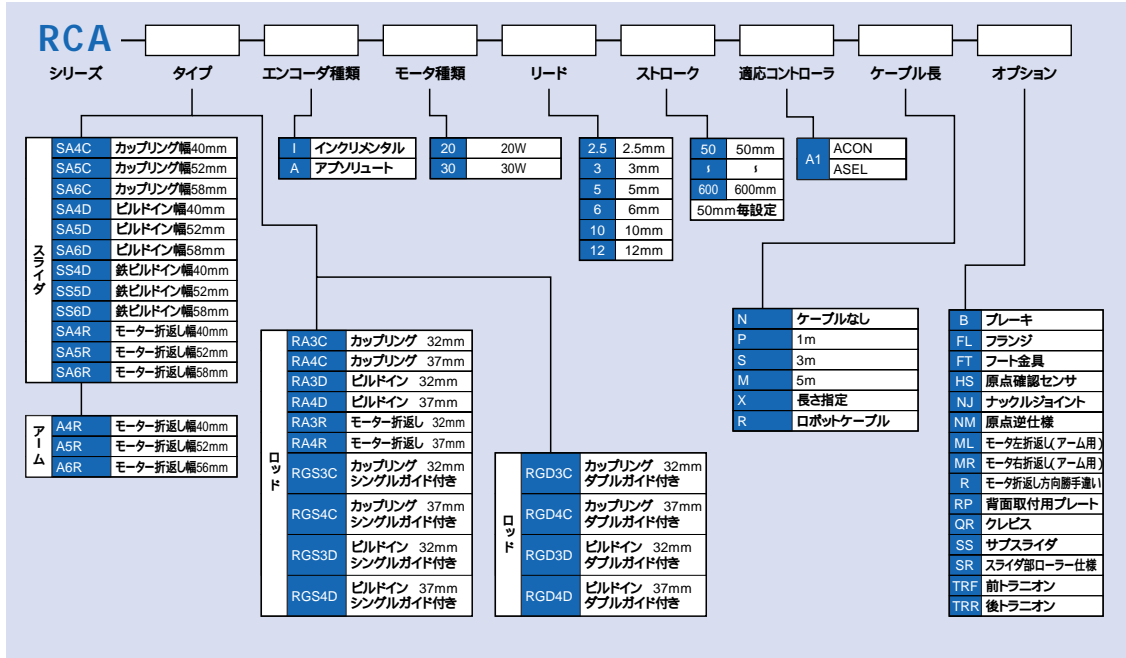 RCA
シリーズ タイプ エンコーダ種類 モータ種類 リード ストローク 適応コントローラ ケーブル長 オプション
スライダ
SA4C カップリング幅40mm
SA5C カップリング幅52mm
SA6C カップリング幅58mm
SA4D ビルドイン幅40mm
SA5D ビルドイン幅52mm
SA6D ビルドイン幅58mm
SS4D 鉄ビルドイン幅40mm
SS5D 鉄ビルドイン幅52mm
SS6D 鉄ビルドイン幅58mm
SA4R モーター折返し幅40mm
SA5R モーター折返し幅52mm
SA6R モーター折返し幅58mm
アーム
A4R モーター折返し幅40mm
A5R モーター折返し幅52mm
A6R モーター折返し幅56mm
I インクリメンタル
A アブソリュート
20 20W
30 30W
2.5 2.5mm
3 3mm
5 5mm
6 6mm
10 10mm
12 12mm
50 50mm
〜 〜
600 600mm
50mm毎設定
A1 ACON
ASEL
ロッド
RA3C カップリング 32mm
RA4C カップリング 37mm
RA3D ビルドイン 32mm
RA4D ビルドイン 37mm
RA3R モーター折返し 32mm
RA4R モーター折返し 37mm
RGS3C カップリング 32mm
シングルガイド付き
RGS4C カップリング 37mm
シングルガイド付き
RGS3D ビルドイン 32mm
シングルガイド付き
RGS4D ビルドイン 37mm
シングルガイド付き
ロッド
RGD3C カップリング 32mm
ダブルガイド付き
RGD4C カップリング 37mm
ダブルガイド付き
RGD3D ビルドイン 32mm
ダブルガイド付き
RGD4D ビルドイン 37mm
ダブルガイド付き
N ケーブルなし
P 1m
S 3m
M 5m
X 長さ指定
R ロボットケーブル
B ブレーキ
FL フランジ
FT フート金具
HS 原点確認センサ
NJ ナックルジョイント
NM 原点逆仕様
ML モータ左折返し(アーム用)
MR モータ右折返し(アーム用)
R モータ折返し方向勝手違い
RP 背面取付用プレート
QR クレビス
SS サブスライダ
SR スライダ部ローラー仕様
TRF 前トラニオン
TRR 後トラニオン